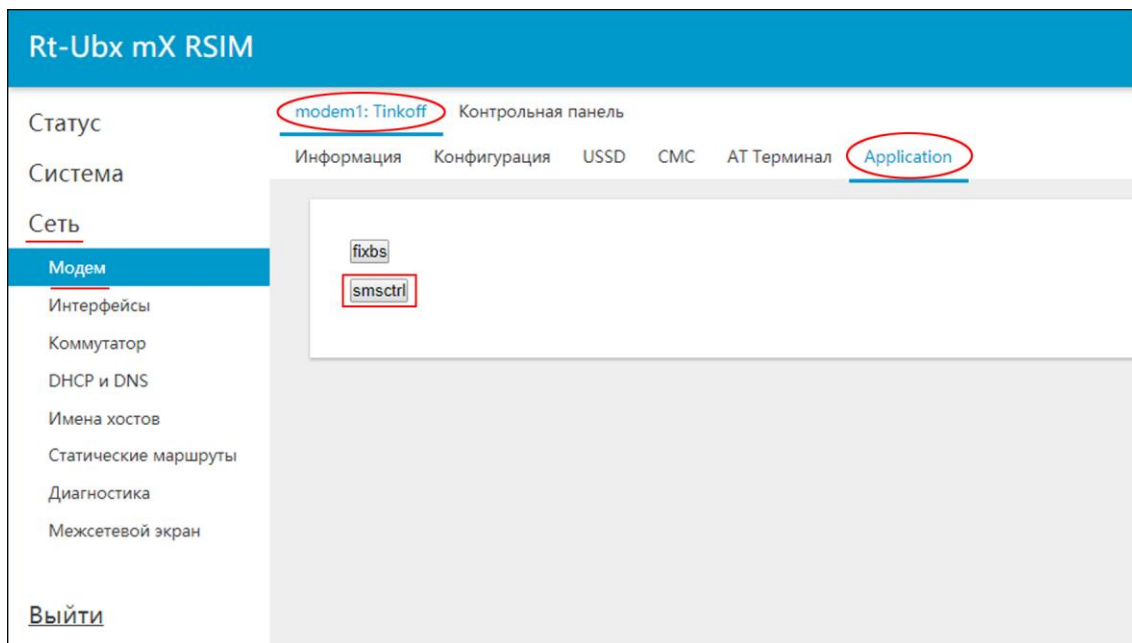 Rt-Ubx mX RSIM
Статус
Система
Сеть
Модем
Интерфейсы
Коммутатор
DHCP и DNS
Имена хостов
Статические маршруты
Диагностика
Межсетевой экран
Выйти
modem1: Tinkoff Контрольная панель
Информация Конфигурация USSD СМС АТ Терминал Application
fixbs
smsctrl